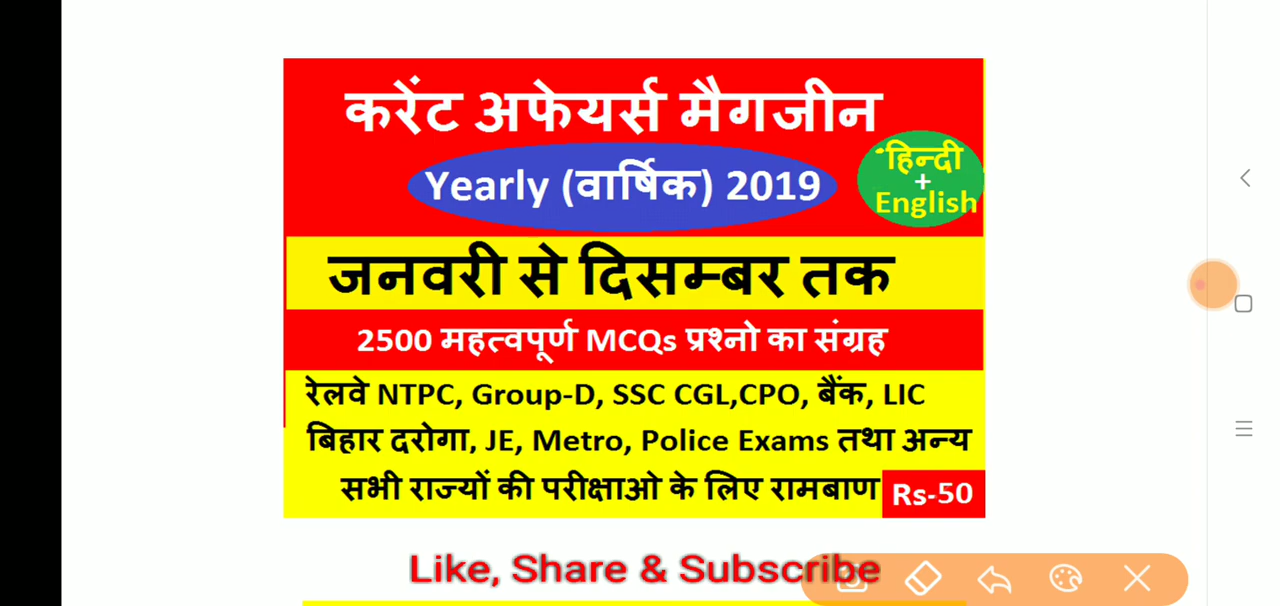 करेंट अफेयर्स मैगजीन
Yearly (वार्षिक) 2019
हिन्दी
+
English
जनवरी से दिसम्बर तक
2500 महत्वपूर्ण MCQs प्रश्नो का संग्रह
रेलवे NTPC, Group-D, SSC CGL,CPO, बैंक, LIC
बिहार दरोगा, JE, Metro, Police Exams तथा अन्य
सभी राज्यों की परीक्षाओ के लिए रामबाण
Rs-50
Like, Share & Subscribe